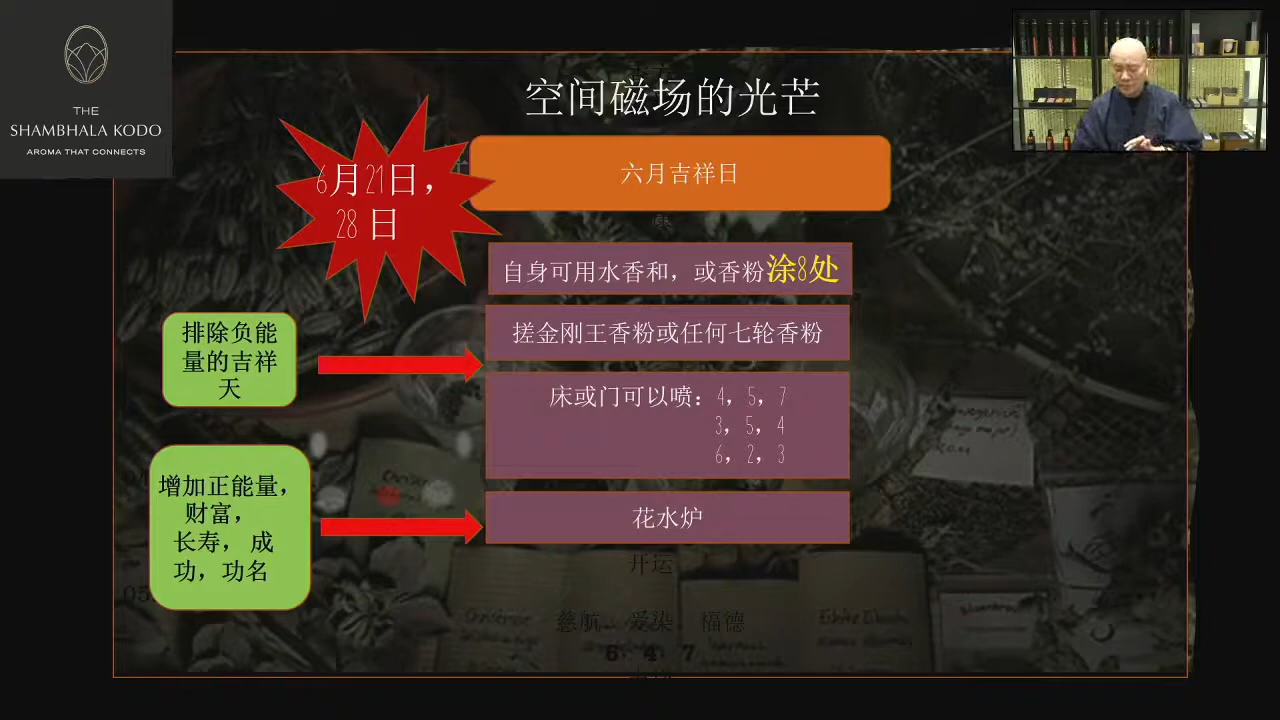 THE
SHAMBHALA KODO
AROMA THAT CONNECTS
空间磁场的光芒
六月吉祥日
6月21日，
28 日
自身可用水香和，或香粉涂8处
搓金刚王香粉或任何七轮香粉
床或门可以喷：4，5，7
3，5，4
6，2，3
花水炉
排除负能
量的吉祥
天
增加正能量，
财富，
长寿， 成
功，功名
开运
慈航 爱染 福德
6 4 7